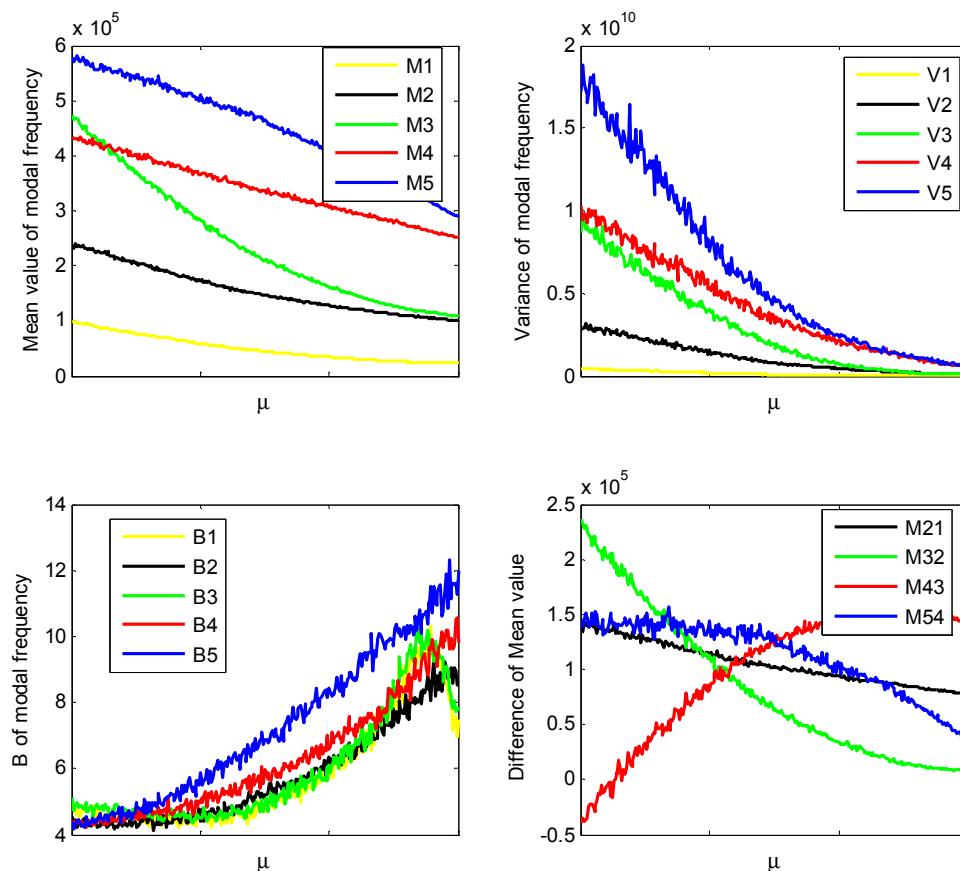 x 10^5
6
5
4
3
2
1
0
Mean value of modal frequency
μ
M1
M2
M3
M4
M5
x 10^10
2
1.5
1
0.5
0
Variance of modal frequency
μ
V1
V2
V3
V4
V5
14
12
10
8
6
4
B of modal frequency
μ
B1
B2
B3
B4
B5
x 10^5
2.5
2
1.5
1
0.5
0
-0.5
Difference of Mean value
μ
M21
M32
M43
M54